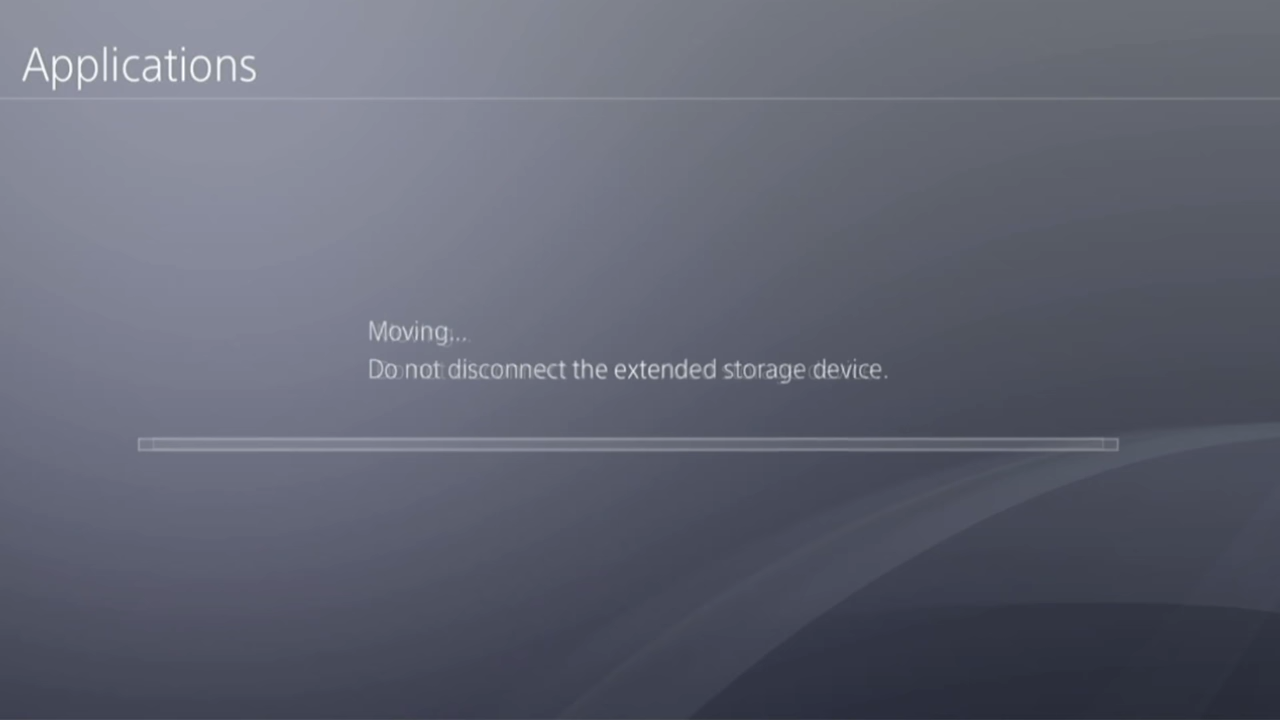 Applications
Moving...
Do not disconnect the extended storage device.